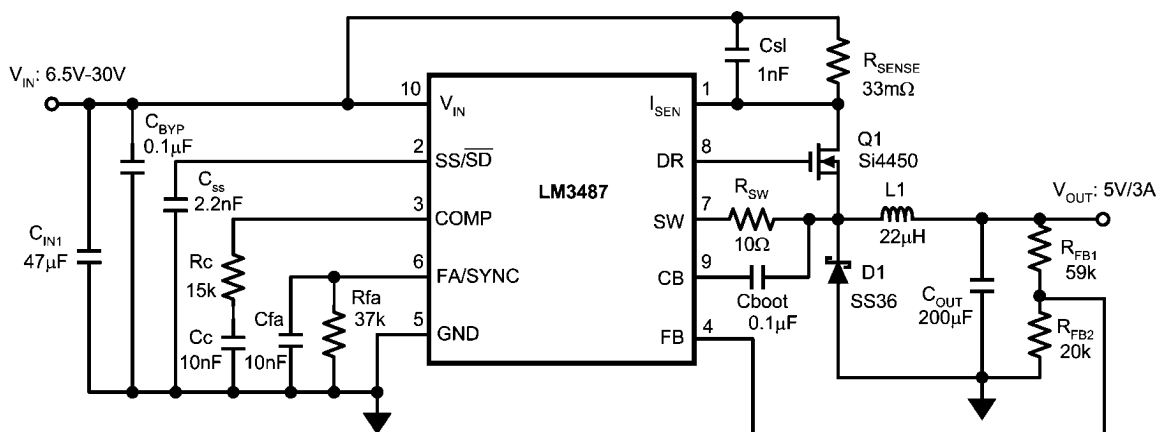 V_IN: 6.5V-30V
C_IN1
47μF
C_BYP
0.1μF
C_ss
2.2nF
Rc
15k
Cc
10nF
Cfa
10nF
Rfa
37k
10
2
3
6
5
V_IN
SS/S̅D̅
COMP
FA/SYNC
GND
LM3487
I_SEN
DR
SW
CB
FB
1
8
7
9
4
Csl
1nF
R_SENSE
33mΩ
Q1
Si4450
R_SW
10Ω
Cboot
0.1μF
L1
22μH
D1
SS36
C_OUT
200μF
V_OUT: 5V/3A
R_FB1
59k
R_FB2
20k